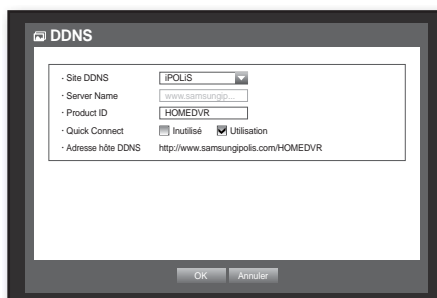 DDNS
· Site DDNS iPOLiS
· Server Name www.samsungip...
· Product ID HOMEDVR
· Quick Connect Inutilisé Utilisation
· Adresse hôte DDNS http://www.samsungipolis.com/HOMEDVR
OK Annuler